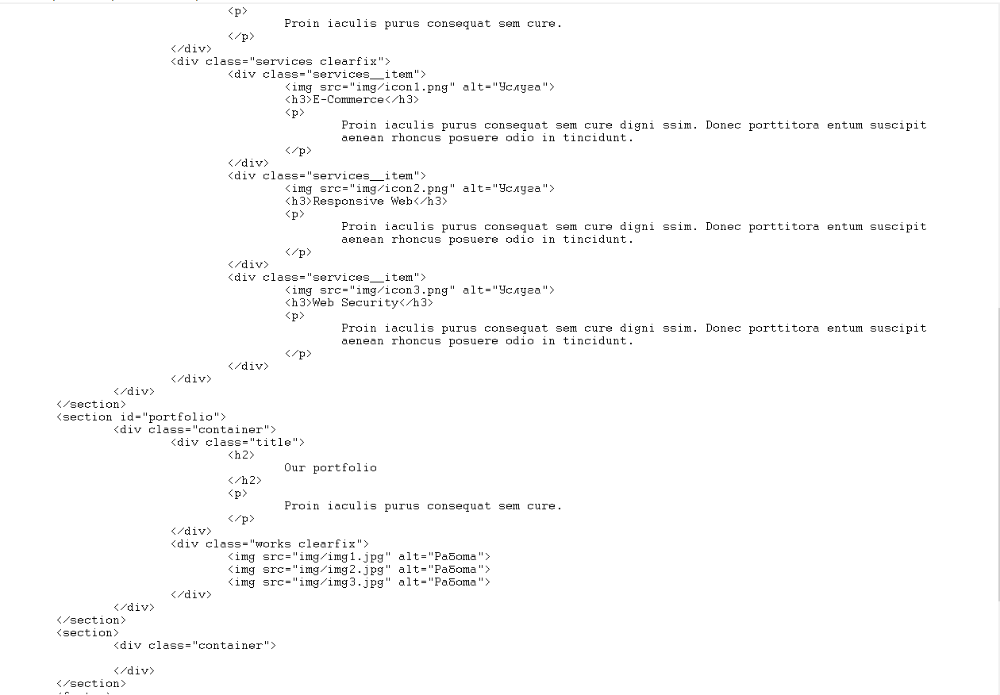 <p>
Proin iaculis purus consequat sem cure.
</p>
</div>
<div class="services clearfix">
<div class="services__item">
<img src="img/icon1.png" alt="Услуга">
<h3>E-Commerce</h3>
<p>
Proin iaculis purus consequat sem cure digni ssim. Donec porttitora entum suscipit
aenean rhoncus posuere odio in tincidunt.
</p>
</div>
<div class="services__item">
<img src="img/icon2.png" alt="Услуга">
<h3>Responsive Web</h3>
<p>
Proin iaculis purus consequat sem cure digni ssim. Donec porttitora entum suscipit
aenean rhoncus posuere odio in tincidunt.
</p>
</div>
<div class="services__item">
<img src="img/icon3.png" alt="Услуга">
<h3>Web Security</h3>
<p>
Proin iaculis purus consequat sem cure digni ssim. Donec porttitora entum suscipit
aenean rhoncus posuere odio in tincidunt.
</p>
</div>
</div>
</div>
</section>
<section id="portfolio">
<div class="container">
<div class="title">
<h2>
Our portfolio
</h2>
<p>
Proin iaculis purus consequat sem cure.
</p>
</div>
<div class="works clearfix">
<img src="img/img1.jpg" alt="Работа">
<img src="img/img2.jpg" alt="Работа">
<img src="img/img3.jpg" alt="Работа">
</div>
</div>
</section>
<section>
<div class="container">
</div>
</section>